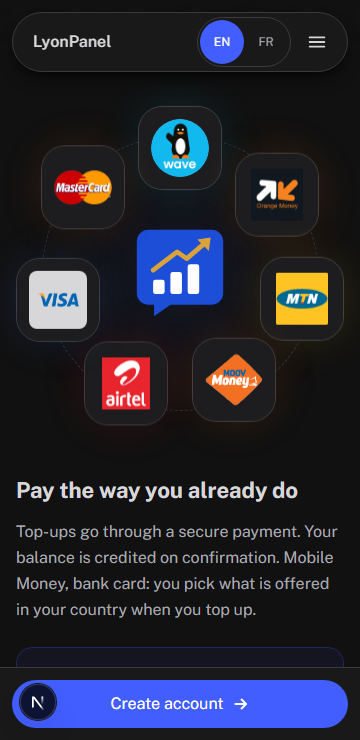 LyonPanel
EN
FR
wave
MasterCard
Orange Money
VISA
MTN
MOOV
Money
airtel
Pay the way you already do
Top-ups go through a secure payment. Your
balance is credited on confirmation. Mobile
Money, bank card: you pick what is offered
in your country when you top up.
N
Create account →